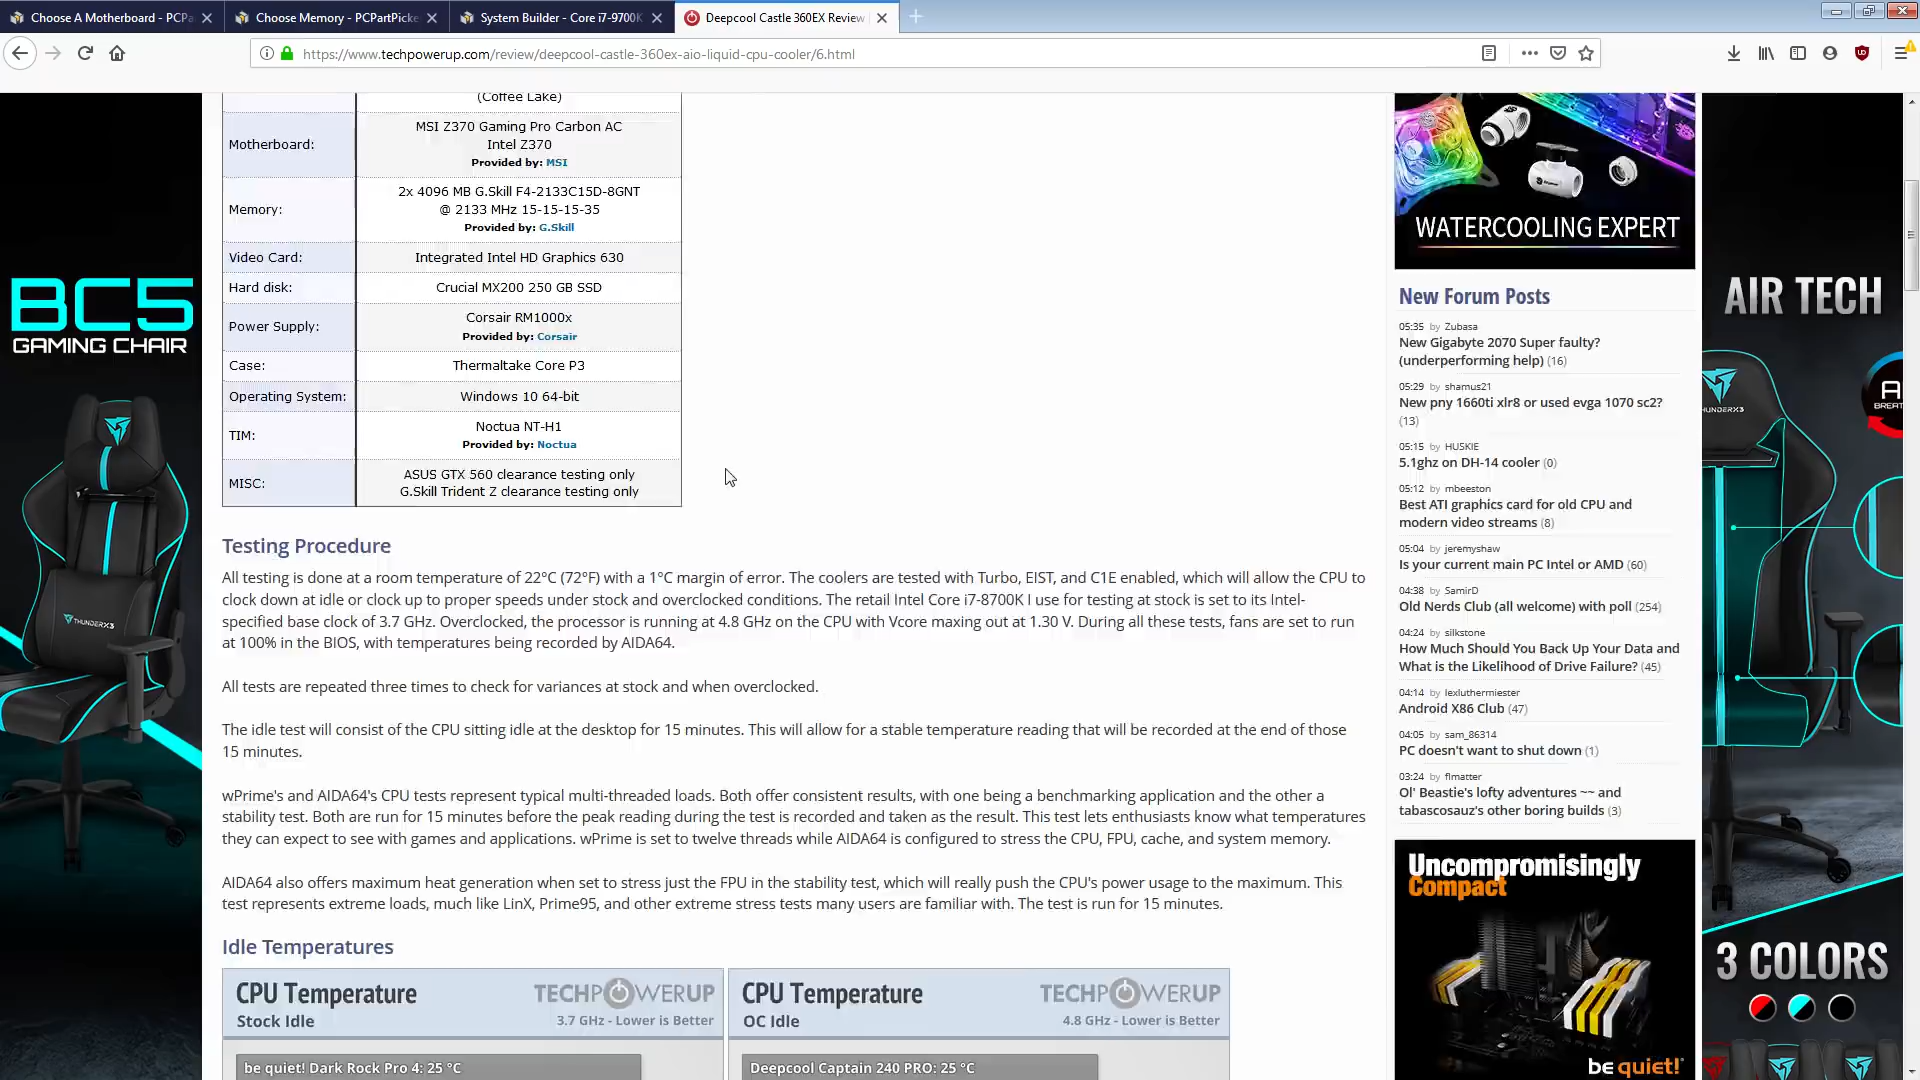 Choose A Motherboard - PCPa
Choose Memory - PCPartPicke
System Builder - Core i7-9700K
Deepcool Castle 360EX Review
https://www.techpowerup.com/review/deepcool-castle-360ex-aio-liquid-cpu-cooler/6.html
(Coffee Lake)
Motherboard:
MSI Z370 Gaming Pro Carbon AC
Intel Z370
Provided by: MSI
Memory:
2x 4096 MB G.Skill F4-2133C15D-8GNT
@ 2133 MHz 15-15-15-35
Provided by: G.Skill
Video Card:
Integrated Intel HD Graphics 630
Hard disk:
Crucial MX200 250 GB SSD
Power Supply:
Corsair RM1000x
Provided by: Corsair
Case:
Thermaltake Core P3
Operating System:
Windows 10 64-bit
TIM:
Noctua NT-H1
Provided by: Noctua
MISC:
ASUS GTX 560 clearance testing only
G.Skill Trident Z clearance testing only
Testing Procedure
All testing is done at a room temperature of 22°C (72°F) with a 1°C margin of error. The coolers are tested with Turbo, EIST, and C1E enabled, which will allow the CPU to
clock down at idle or clock up to proper speeds under stock and overclocked conditions. The retail Intel Core i7-8700K I use for testing at stock is set to its Intel-
specified base clock of 3.7 GHz. Overclocked, the processor is running at 4.8 GHz on the CPU with Vcore maxing out at 1.30 V. During all these tests, fans are set to run
at 100% in the BIOS, with temperatures being recorded by AIDA64.
All tests are repeated three times to check for variances at stock and when overclocked.
The idle test will consist of the CPU sitting idle at the desktop for 15 minutes. This will allow for a stable temperature reading that will be recorded at the end of those
15 minutes.
wPrime's and AIDA64's CPU tests represent typical multi-threaded loads. Both offer consistent results, with one being a benchmarking application and the other a
stability test. Both are run for 15 minutes before the peak reading during the test is recorded and taken as the result. This test lets enthusiasts know what temperatures
they can expect to see with games and applications. wPrime is set to twelve threads while AIDA64 is configured to stress the CPU, FPU, cache, and system memory.
AIDA64 also offers maximum heat generation when set to stress just the FPU in the stability test, which will really push the CPU's power usage to the maximum. This
test represents extreme loads, much like LinX, Prime95, and other extreme stress tests many users are familiar with. The test is run for 15 minutes.
Idle Temperatures
CPU Temperature
TECHPOWERUP
Stock Idle
3.7 GHz - Lower is Better
be quiet! Dark Rock Pro 4: 25 °C
CPU Temperature
TECHPOWERUP
OC Idle
4.8 GHz - Lower is Better
Deepcool Captain 240 PRO: 25 °C
WATERCOOLING EXPERT
New Forum Posts
05:35 by Zubasa
New Gigabyte 2070 Super faulty?
(underperforming help) (16)
05:29 by shamus21
New pny 1660ti xlr8 or used evga 1070 sc2?
(13)
05:15 by HUSKIE
5.1ghz on DH-14 cooler (0)
05:12 by mbeeston
Best ATI graphics card for old CPU and
modern video streams (8)
05:04 by jeremyshaw
Is your current main PC Intel or AMD (60)
04:38 by SamirD
Old Nerds Club (all welcome) with poll (254)
04:24 by silkstone
How Much Should You Back Up Your Data and
What is the Likelihood of Drive Failure? (45)
04:14 by lexluthermiester
Android X86 Club (47)
04:05 by sam_86314
PC doesn't want to shut down (1)
03:24 by flmatter
Ol' Beastie's lofty adventures ~~ and
tabascosauz's other boring builds (3)
Uncompromisingly
Compact
be quiet!
BC5
GAMING CHAIR
THUNDERX3
AIR TECH
3 COLORS